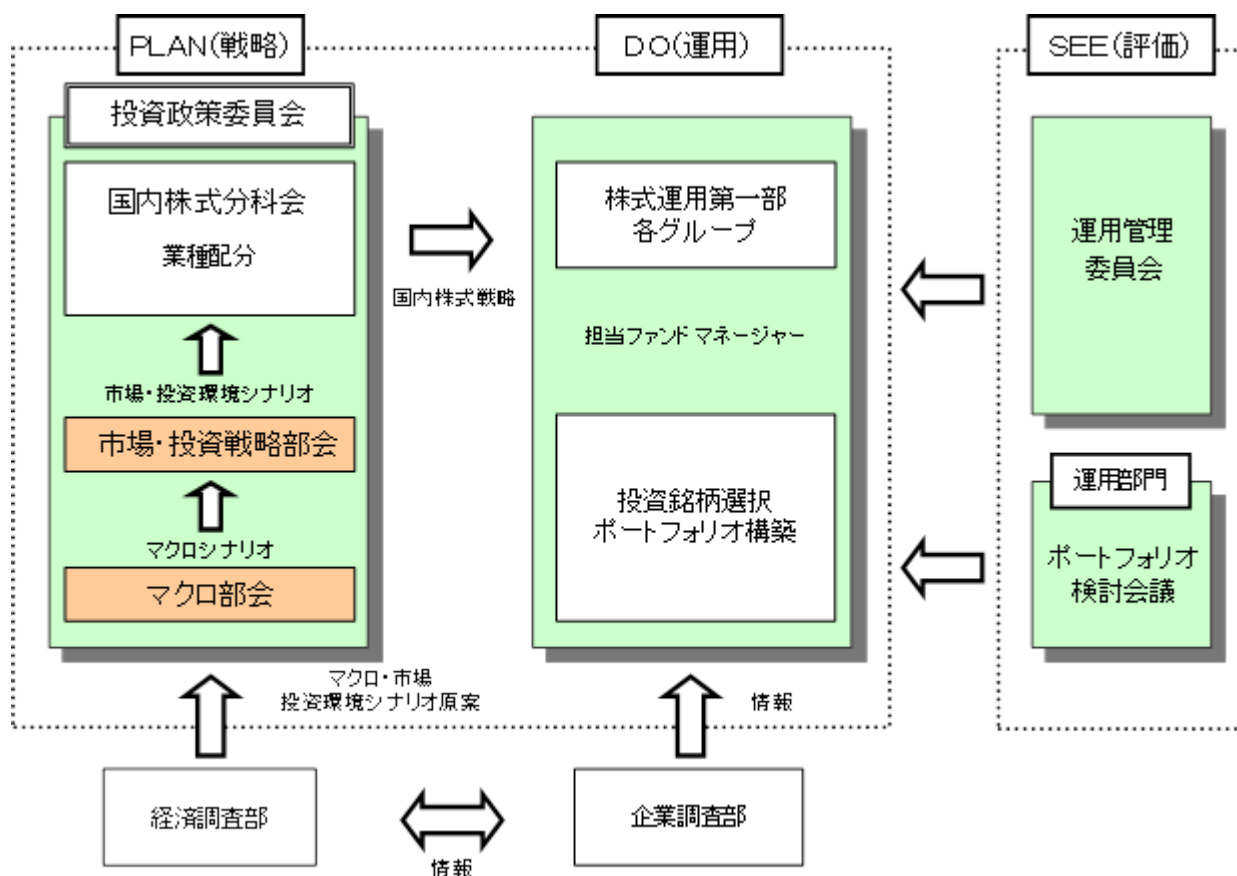 PLAN(戦略)
DO(運用)
SEE(評価)
投資政策委員会
国内株式分科会
業種配分
市場・投資環境シナリオ
市場・投資戦略部会
マクロシナリオ
マクロ部会
国内株式戦略
株式運用第一部
各グループ
担当ファンドマネージャー
投資銘柄選択
ポートフォリオ構築
運用管理
委員会
運用部門
ポートフォリオ
検討会議
マクロ・市場
投資環境シナリオ原案
情報
経済調査部
情報
企業調査部